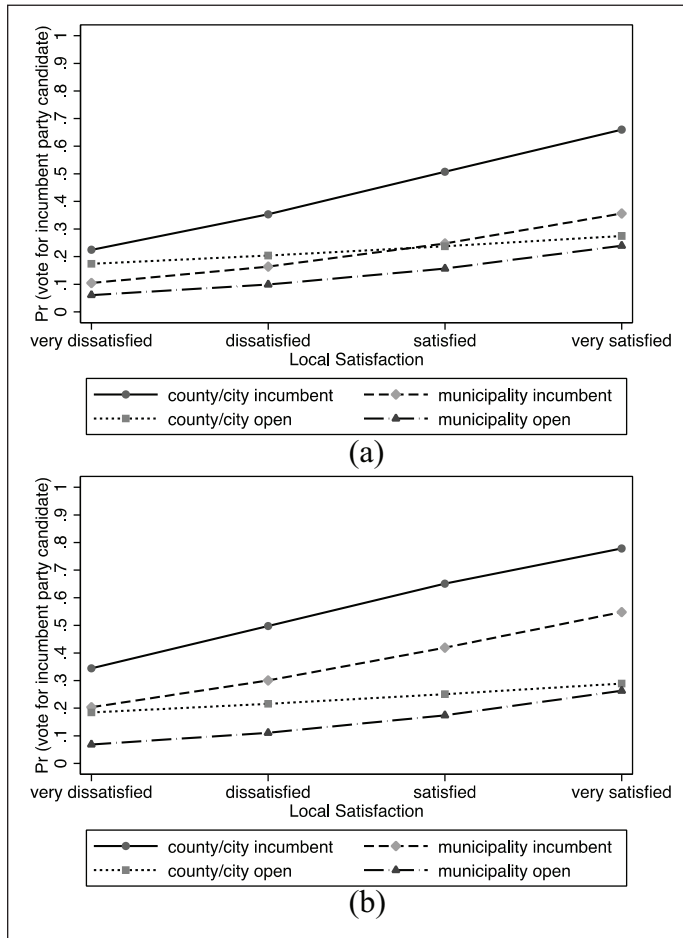 1
.9
.8
.7
.6
.5
.4
.3
.2
.1
0
Pr (vote for incumbent party candidate)
very dissatisfied dissatisfied satisfied very satisfied
Local Satisfaction
county/city incumbent municipality incumbent
county/city open municipality open
(a)
1
.9
.8
.7
.6
.5
.4
.3
.2
.1
0
Pr (vote for incumbent party candidate)
very dissatisfied dissatisfied satisfied very satisfied
Local Satisfaction
county/city incumbent municipality incumbent
county/city open municipality open
(b)